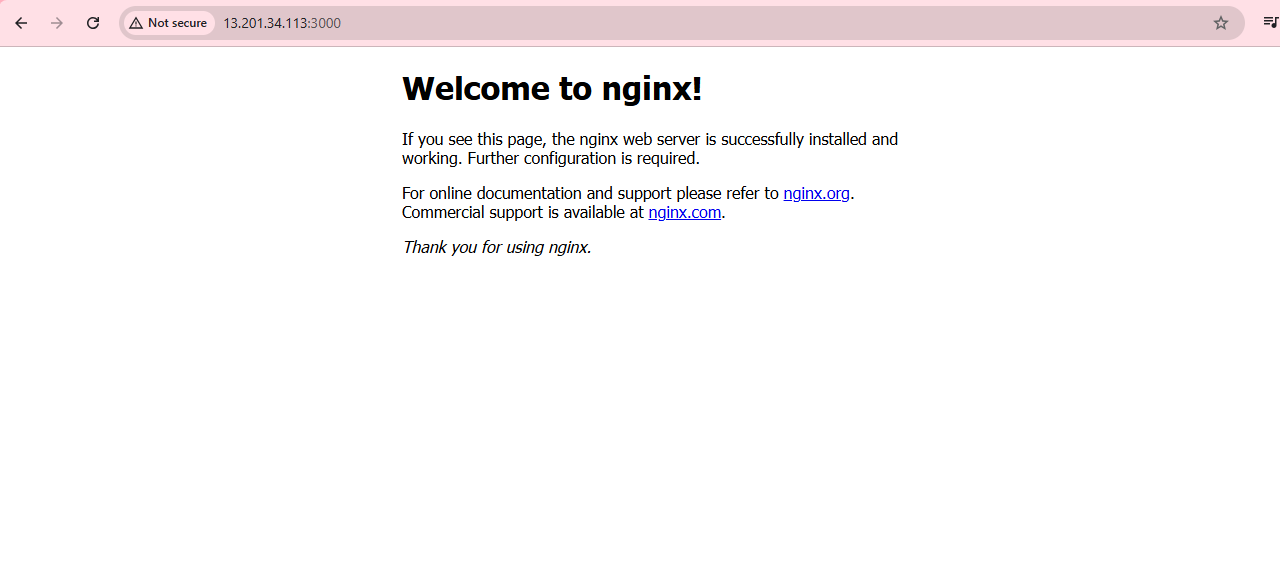 Not secure 13.201.34.113:3000
Welcome to nginx!
If you see this page, the nginx web server is successfully installed and
working. Further configuration is required.
For online documentation and support please refer to nginx.org.
Commercial support is available at nginx.com.
Thank you for using nginx.